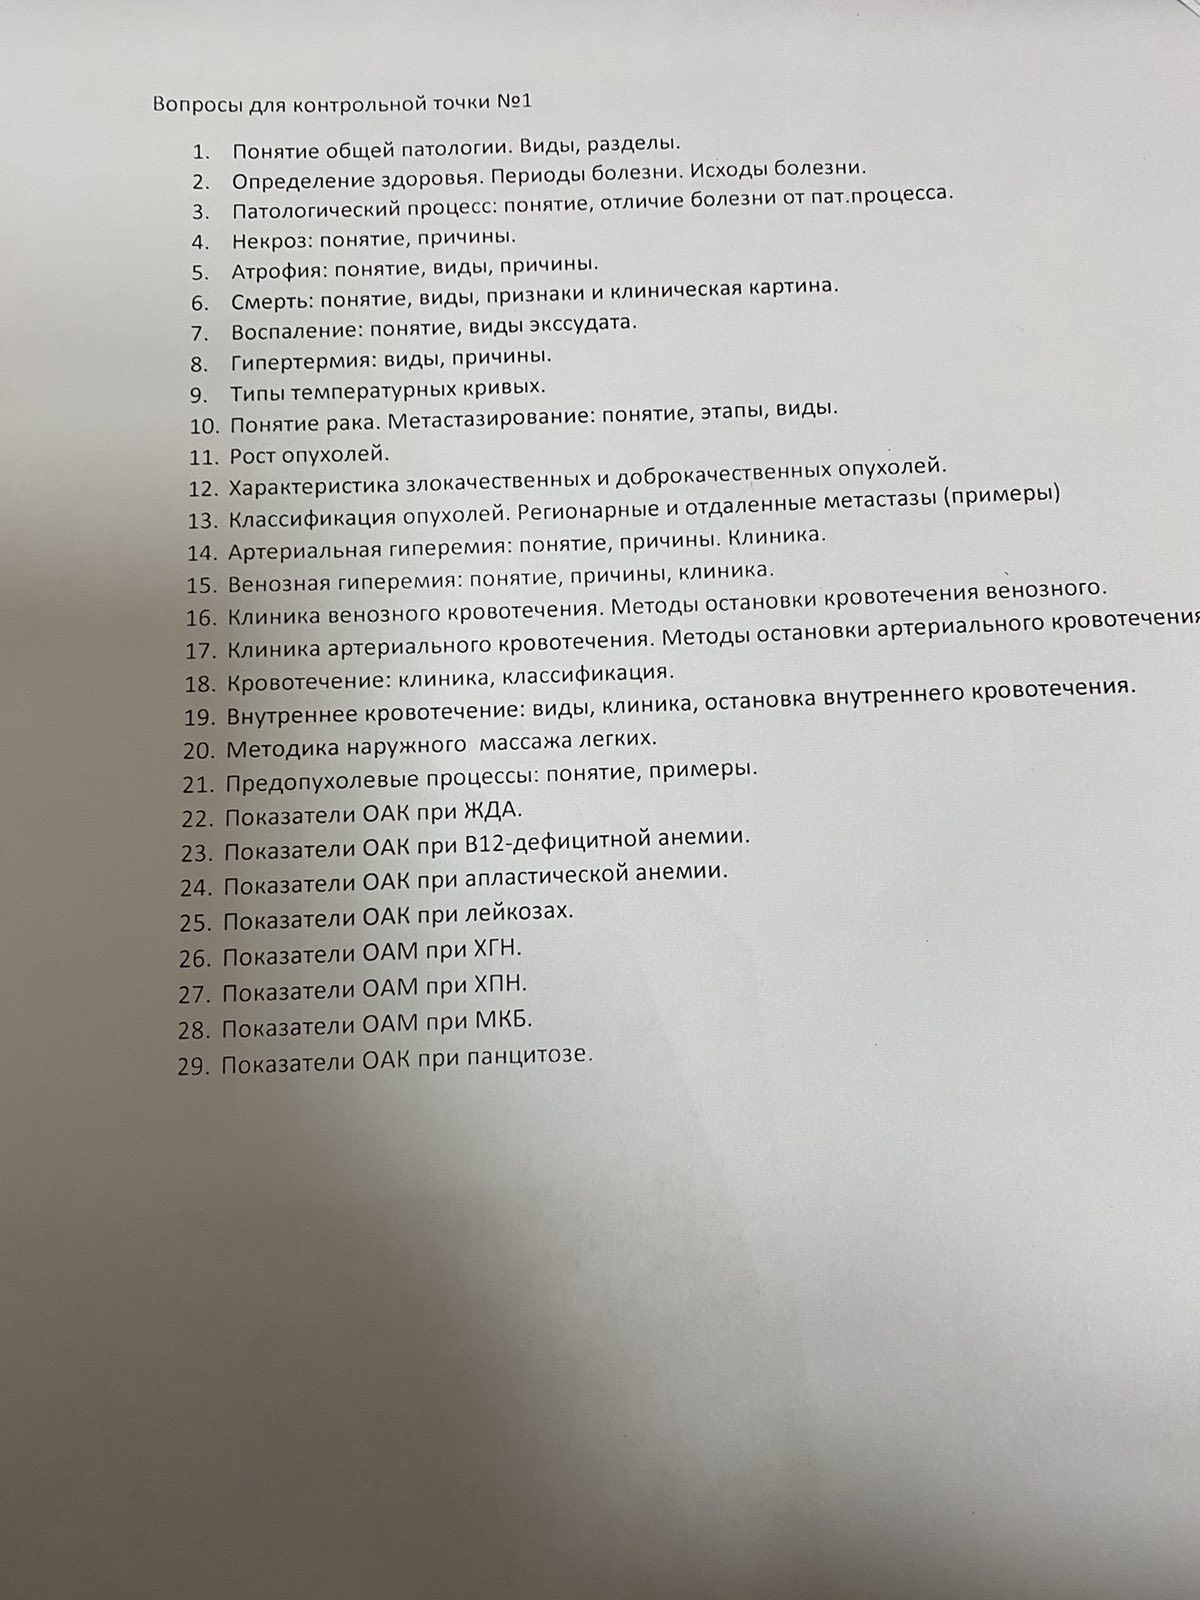 Вопросы для контрольной точки №1
1. Понятие общей патологии. Виды, разделы.
2. Определение здоровья. Периоды болезни. Исходы болезни.
3. Патологический процесс: понятие, отличие болезни от пат.процесса.
4. Некроз: понятие, причины.
5. Атрофия: понятие, виды, причины.
6. Смерть: понятие, виды, признаки и клиническая картина.
7. Воспаление: понятие, виды экссудата.
8. Гипертермия: виды, причины.
9. Типы температурных кривых.
10. Понятие рака. Метастазирование: понятие, этапы, виды.
11. Рост опухолей.
12. Характеристика злокачественных и доброкачественных опухолей.
13. Классификация опухолей. Регионарные и отдаленные метастазы (примеры)
14. Артериальная гиперемия: понятие, причины. Клиника.
15. Венозная гиперемия: понятие, причины, клиника.
16. Клиника венозного кровотечения. Методы остановки кровотечения венозного.
17. Клиника артериального кровотечения. Методы остановки артериального кровотечения
18. Кровотечение: клиника, классификация.
19. Внутреннее кровотечение: виды, клиника, остановка внутреннего кровотечения.
20. Методика наружного массажа легких.
21. Предопухолевые процессы: понятие, примеры.
22. Показатели ОАК при ЖДА.
23. Показатели ОАК при В12-дефицитной анемии.
24. Показатели ОАК при апластической анемии.
25. Показатели ОАК при лейкозах.
26. Показатели ОАМ при ХГН.
27. Показатели ОАМ при ХПН.
28. Показатели ОАМ при МКБ.
29. Показатели ОАК при панцитозе.